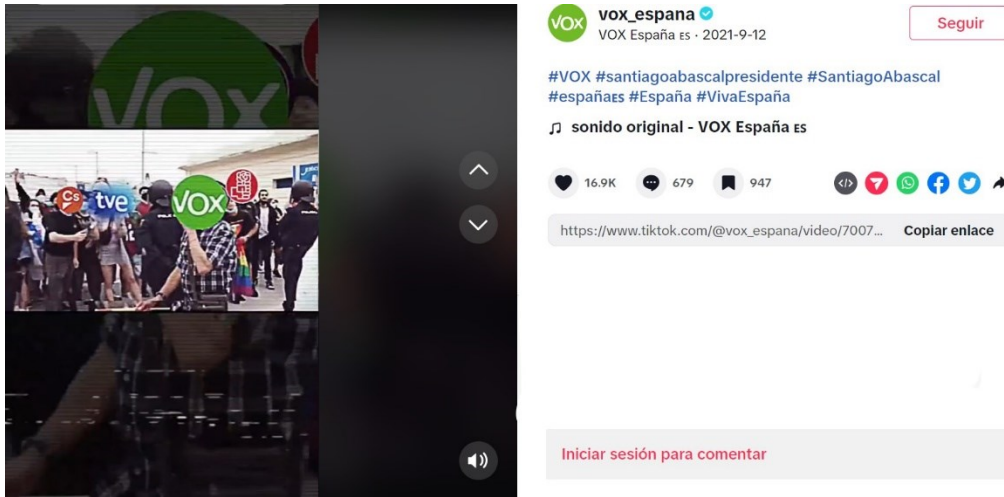 VOX
Cs
tve
VOX
PSOE
VOX
vox_espana
VOX España ES · 2021-9-12
Seguir
#VOX #santiagoabascalpresidente #SantiagoAbascal
#españaES #España #VivaEspaña
sonido original - VOX España ES
16.9K
679
947
https://www.tiktok.com/@vox_espana/video/7007...
Copiar enlace
Iniciar sesión para comentar